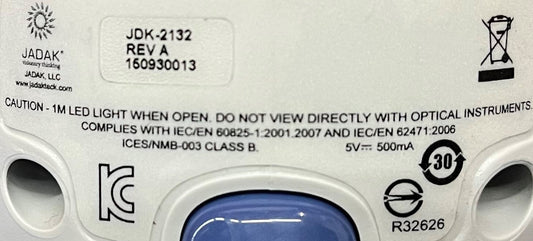 JADAK
visionary thinking
JADAK, LLC
www.jadaktech.com
JDK-2132
REV A
150930013
CAUTION - 1M LED LIGHT WHEN OPEN. DO NOT VIEW DIRECTLY WITH OPTICAL INSTRUMENTS.
COMPLIES WITH IEC/EN 60825-1:2001.2007 AND IEC/EN 62471:2006
ICES/NMB-003 CLASS B.
5V⎓ 500mA
30
R32626